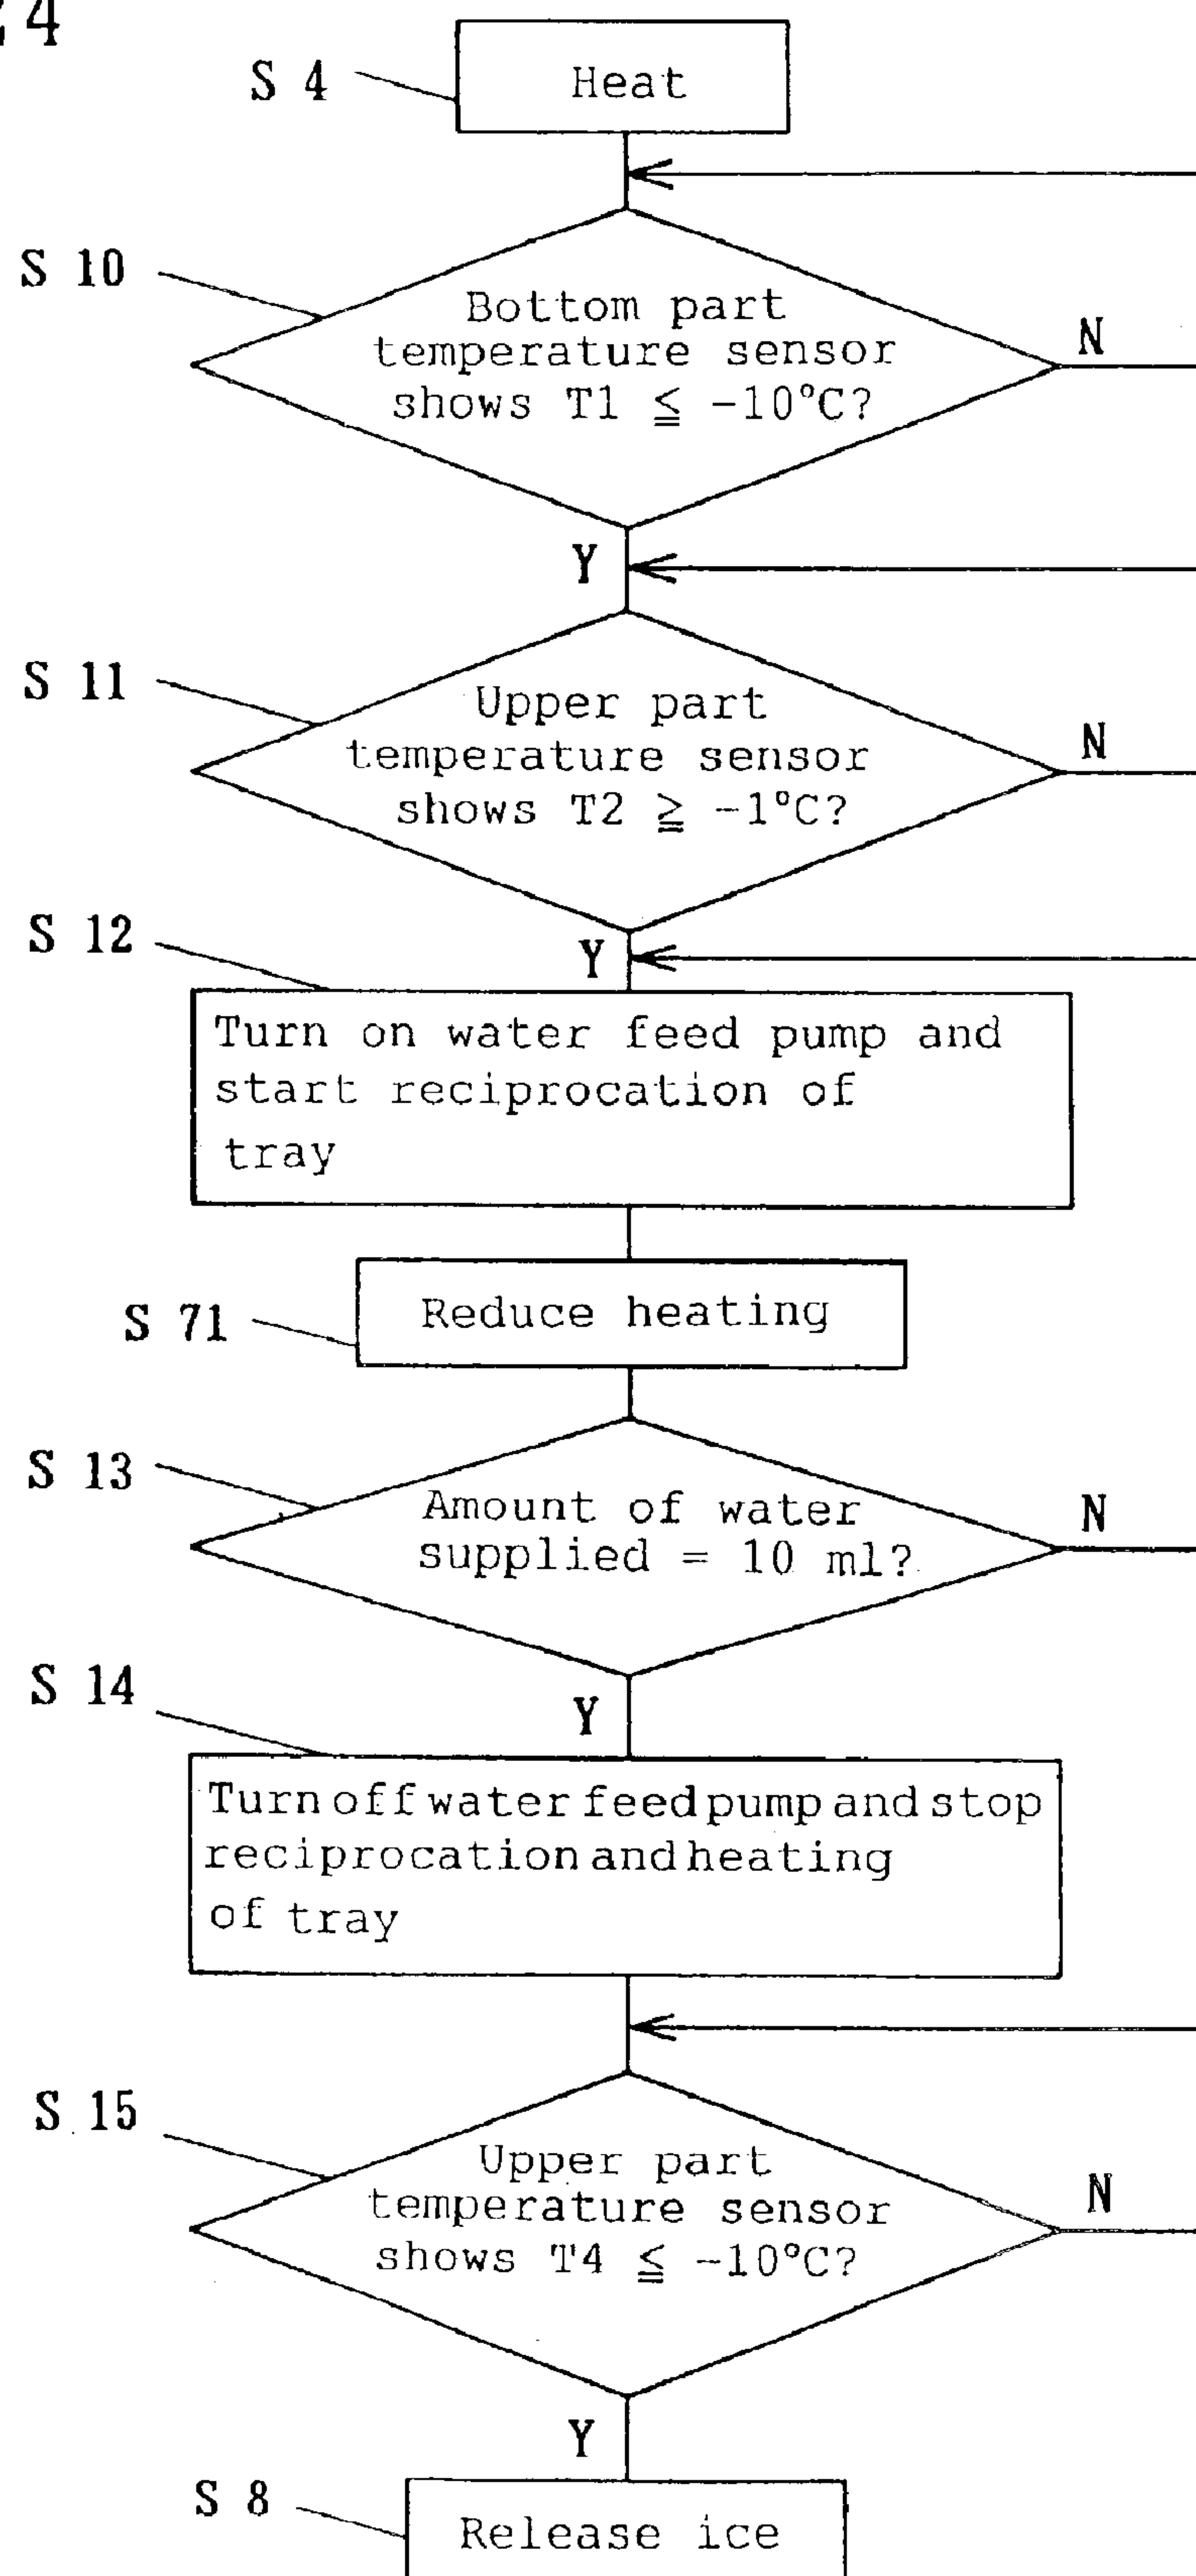 4
S 4
Heat
S 10
Bottom part
temperature sensor
shows T1 ≦ -10°C?
N
Y
S 11
Upper part
temperature sensor
shows T2 ≧ -1°C?
N
Y
S 12
Turn on water feed pump and
start reciprocation of
tray
S 71
Reduce heating
S 13
Amount of water
supplied = 10 ml?
N
Y
S 14
Turn off water feed pump and stop
reciprocation and heating
of tray
S 15
Upper part
temperature sensor
shows T4 ≦ -10°C?
N
Y
S 8
Release ice